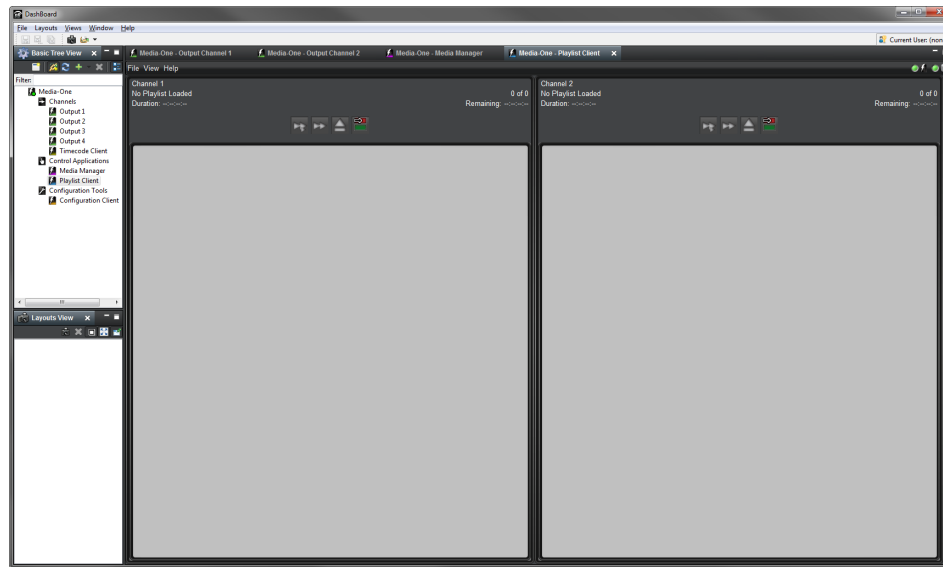 DashBoard
File Layouts Views Window Help
Current User: (non
Basic Tree View
Media-One - Output Channel 1
Media-One - Output Channel 2
Media-One - Media Manager
Media-One - Playlist Client
File View Help
Filter:
Media-One
Channels
Output 1
Output 2
Output 3
Output 4
Timecode Client
Control Applications
Media Manager
Playlist Client
Configuration Tools
Configuration Client
Layouts View
Channel 1
No Playlist Loaded 0 of 0
Duration: --:--:--:-- Remaining: --:--:--:--
Channel 2
No Playlist Loaded 0 of 0
Duration: --:--:--:-- Remaining: --:--:--:--